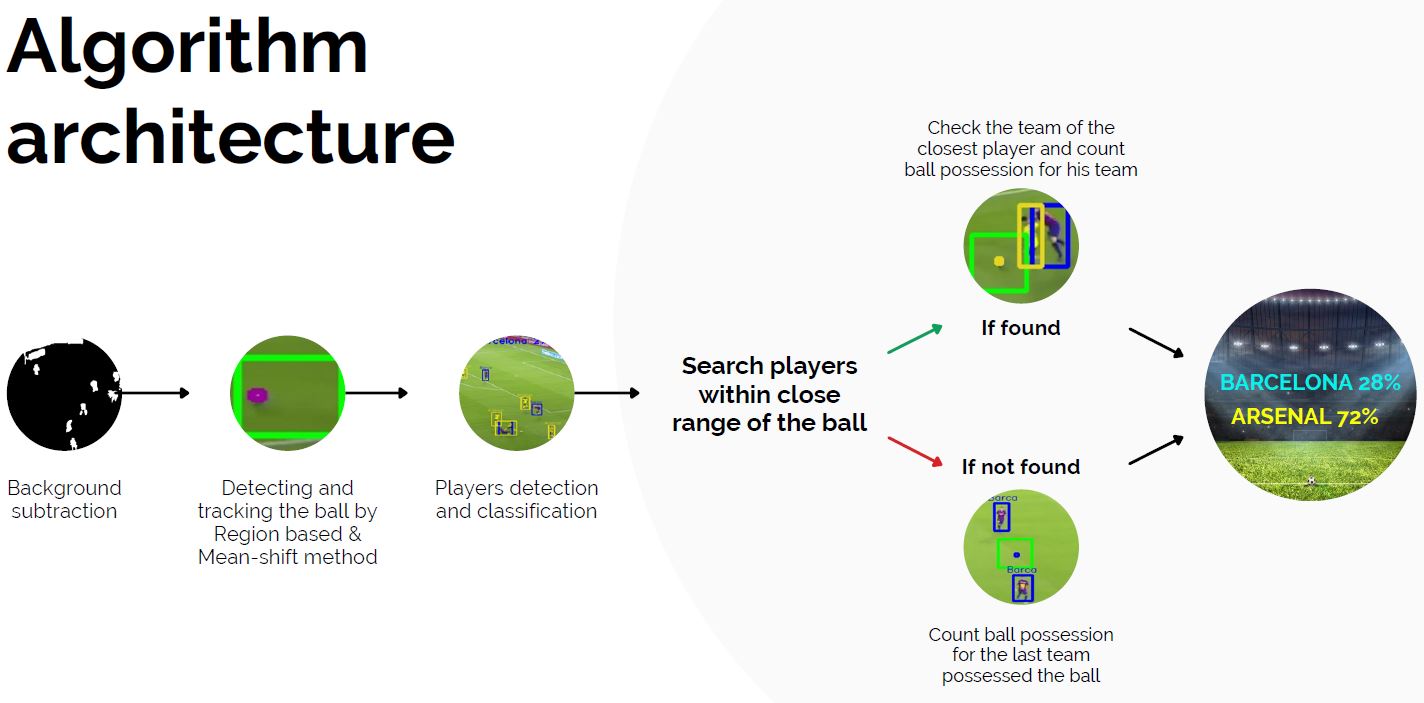 Algorithm
architecture
Background
subtraction
Detecting and
tracking the ball by
Region based &
Mean-shift method
Players detection
and classification
Search players
within close
range of the ball
Check the team of the
closest player and count
ball possession for his team
If found
If not found
Barca
Barca
Count ball possession
for the last team
possessed the ball
BARCELONA 28%
ARSENAL 72%